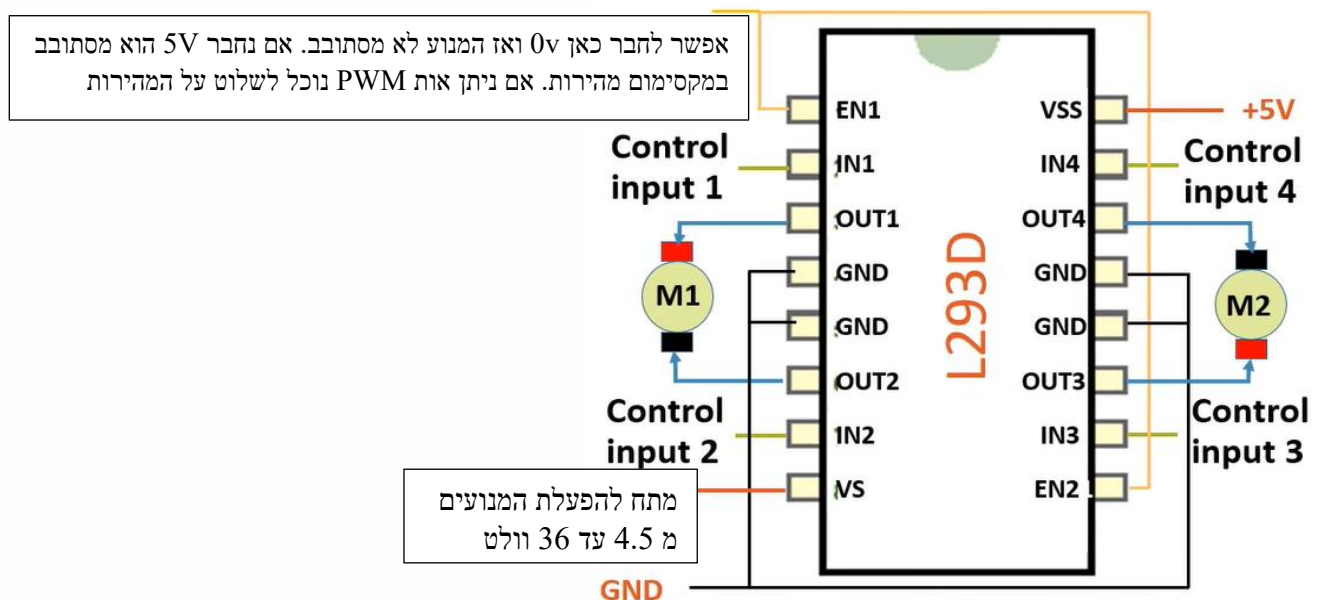 אפשר לחבר כאן 0v ואז המנוע לא מסתובב. אם נחבר 5V הוא מסתובב
במקסימום מהירות. אם ניתן אות PWM נוכל לשלוט על המהירות
EN1
VSS
+5V
Control
input 1
IN1
IN4
Control
input 4
OUT1
OUT4
M1
GND
GND
M2
L293D
GND
GND
OUT2
OUT3
Control
input 2
IN2
IN3
Control
input 3
מתח להפעלת המנועים
מ 4.5 עד 36 וולט
VS
EN2
GND